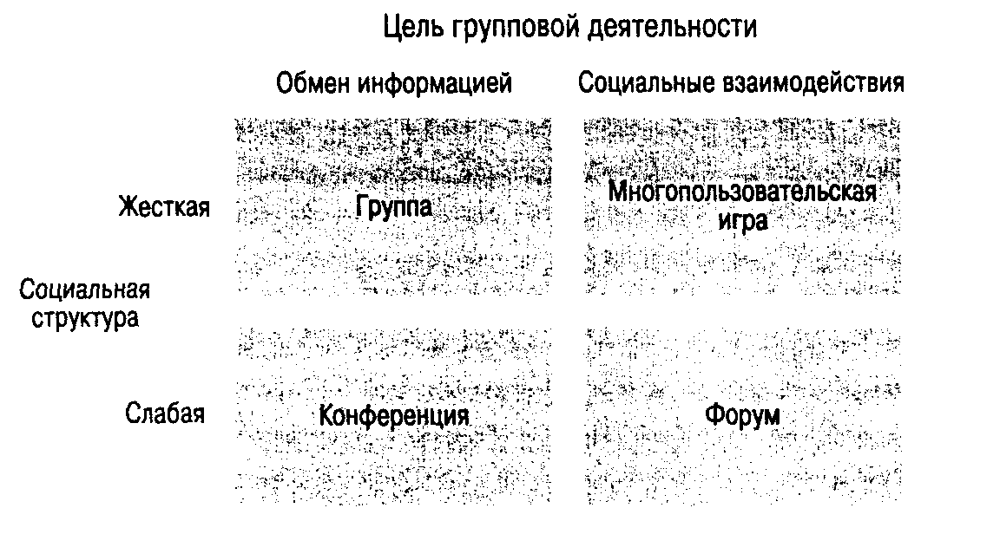 Цель групповой деятельности
Обмен информацией
Социальные взаимодействия
Жесткая
Группа
Многопользовательская
игра
Социальная
структура
Слабая
Конференция
Форум